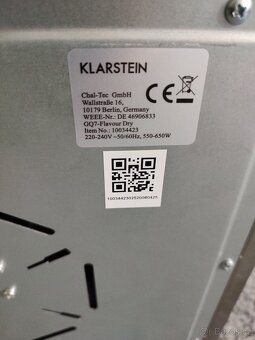 KLARSTEIN
Chal-Tec GmbH
Wallstraße 16,
10179 Berlin, Germany
WEEE-Nr.: DE 46906833
GQ7-Flavour Dry
Item No.: 10034423
220-240V ~50/60Hz, 550-650W